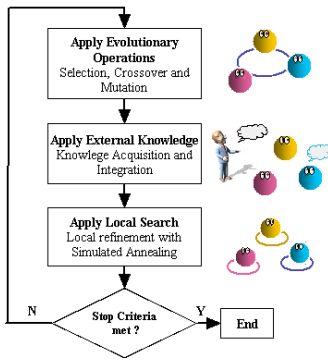 Apply Evolutionary
Operations
Selection, Crossover and
Mutation
Apply External Knowledge
Knowlege Acquisition and
Integration
Apply Local Search
Local refinement with
Simulated Annealing
N
Stop Criteria
met ?
Y
End